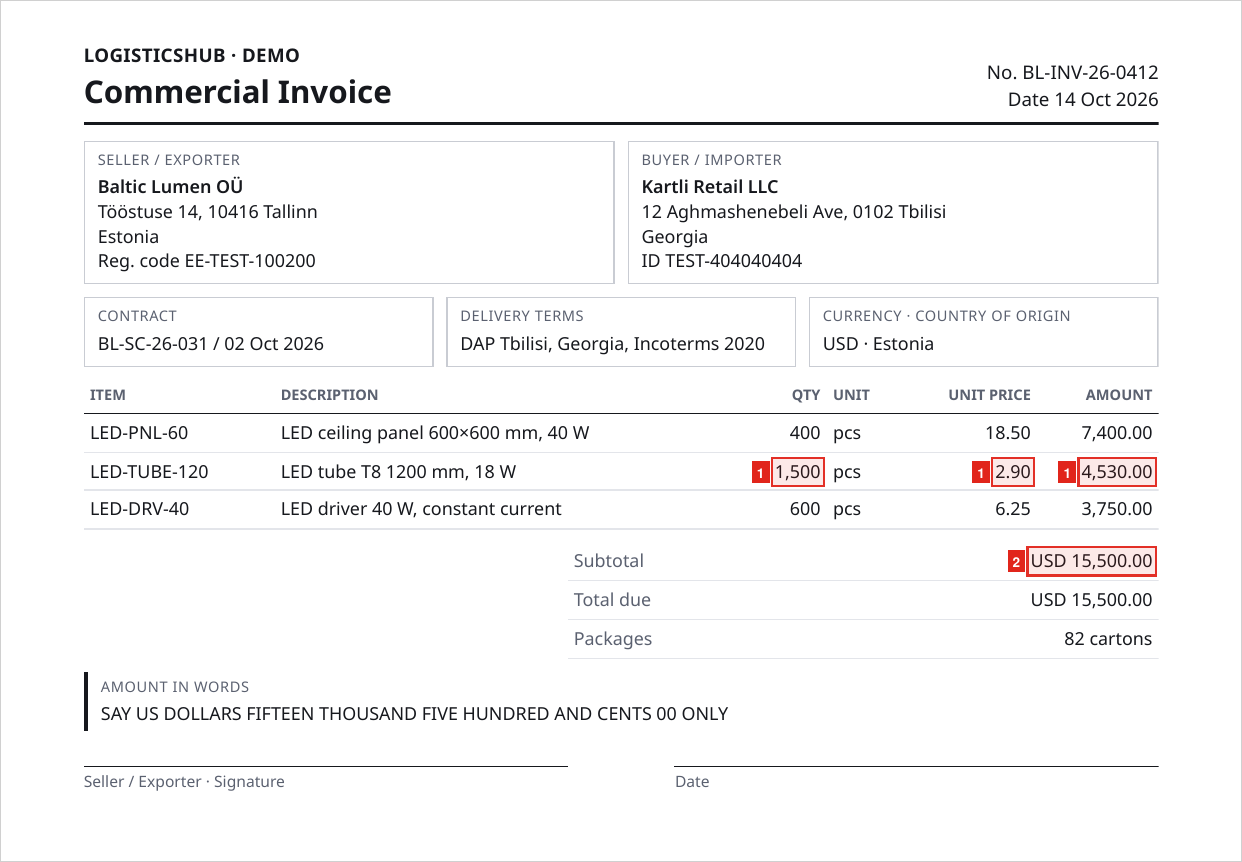 LOGISTICSHUB · DEMO
Commercial Invoice
No. BL-INV-26-0412
Date 14 Oct 2026
SELLER / EXPORTER
Baltic Lumen OÜ
Tööstuse 14, 10416 Tallinn
Estonia
Reg. code EE-TEST-100200
BUYER / IMPORTER
Kartli Retail LLC
12 Aghmashenebeli Ave, 0102 Tbilisi
Georgia
ID TEST-404040404
CONTRACT
BL-SC-26-031 / 02 Oct 2026
DELIVERY TERMS
DAP Tbilisi, Georgia, Incoterms 2020
CURRENCY · COUNTRY OF ORIGIN
USD · Estonia
ITEM DESCRIPTION QTY UNIT UNIT PRICE AMOUNT
LED-PNL-60 LED ceiling panel 600×600 mm, 40 W 400 pcs 18.50 7,400.00
LED-TUBE-120 LED tube T8 1200 mm, 18 W 1 1,500 pcs 1 2.90 1 4,530.00
LED-DRV-40 LED driver 40 W, constant current 600 pcs 6.25 3,750.00
Subtotal 2 USD 15,500.00
Total due USD 15,500.00
Packages 82 cartons
AMOUNT IN WORDS
SAY US DOLLARS FIFTEEN THOUSAND FIVE HUNDRED AND CENTS 00 ONLY
Seller / Exporter · Signature
Date